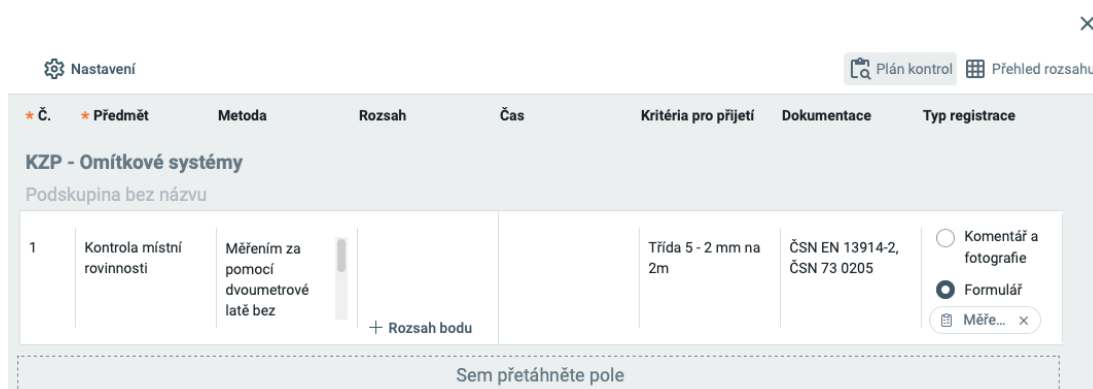 Nastavení
Plán kontrol
Přehled rozsahu
* Č. * Předmět Metoda Rozsah Čas Kritéria pro přijetí Dokumentace Typ registrace
KZP - Omítkové systémy
Podskupina bez názvu
1
Kontrola místní
rovinnosti
Měřením za
pomocí
dvoumetrové
latě bez
+ Rozsah bodu
Třída 5 - 2 mm na
2m
ČSN EN 13914-2,
ČSN 73 0205
Komentář a
fotografie
Formulář
Měře...
Sem přetáhněte pole